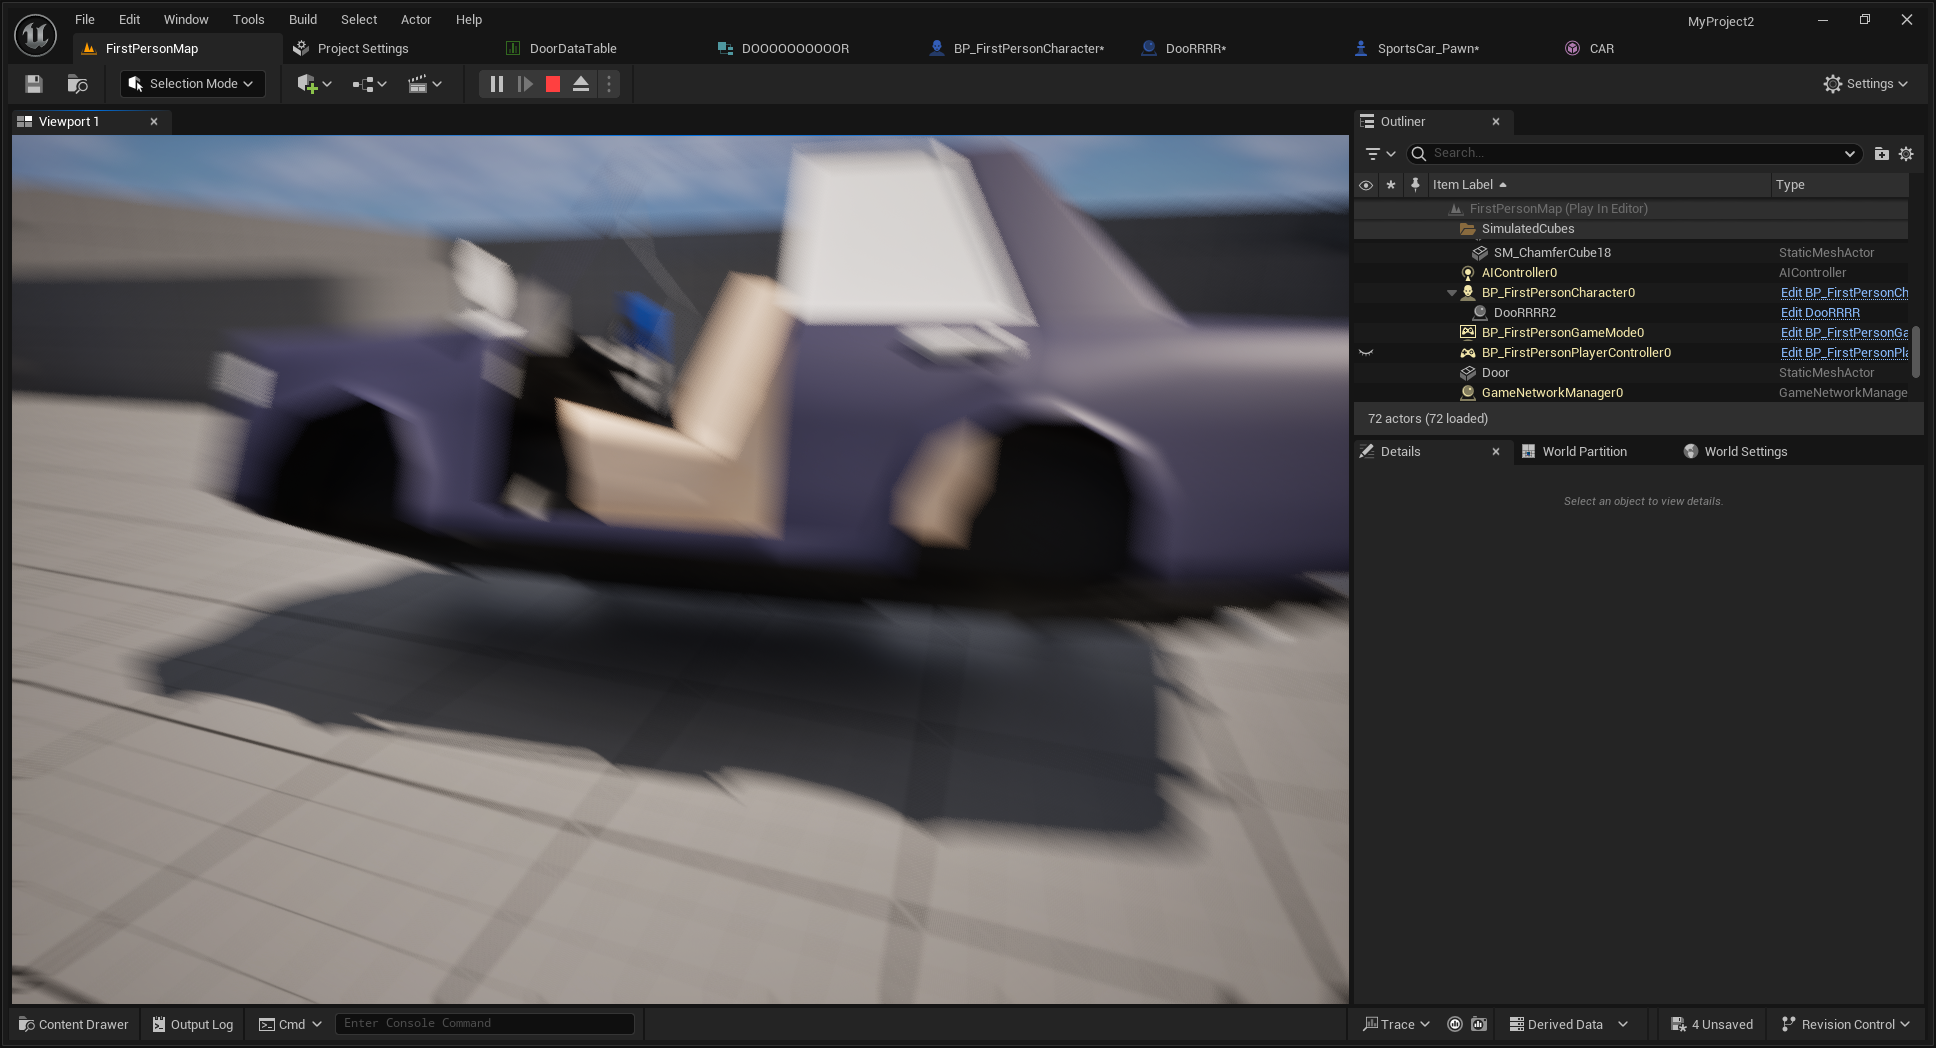 File Edit Window Tools Build Select Actor Help
MyProject2
FirstPersonMap
Project Settings
DoorDataTable
DOOOOOOOOOOR
BP_FirstPersonCharacter*
DooRRRR*
SportsCar_Pawn*
CAR
Selection Mode
Settings
Viewport 1
Outliner
Search...
Item Label Type
FirstPersonMap (Play In Editor)
SimulatedCubes
SM_ChamferCube18 StaticMeshActor
AIController0 AIController
BP_FirstPersonCharacter0 Edit BP_FirstPersonCh
DooRRRR2 Edit DooRRRR
BP_FirstPersonGameMode0 Edit BP_FirstPersonGa
BP_FirstPersonPlayerController0 Edit BP_FirstPersonPla
Door StaticMeshActor
GameNetworkManager0 GameNetworkManage
72 actors (72 loaded)
Details
World Partition
World Settings
Select an object to view details.
Content Drawer
Output Log
Cmd
Enter Console Command
Trace
Derived Data
4 Unsaved
Revision Control